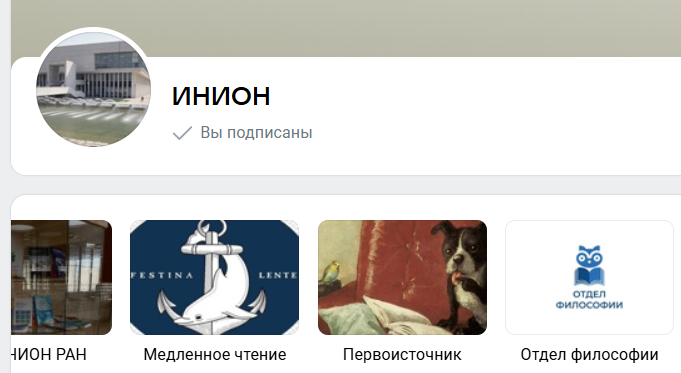 ИНИОН
Вы подписаны
FESTINA LENTE
ОТДЕЛ
ФИЛОСОФИИ
НИОН РАН
Медленное чтение
Первоисточник
Отдел философии